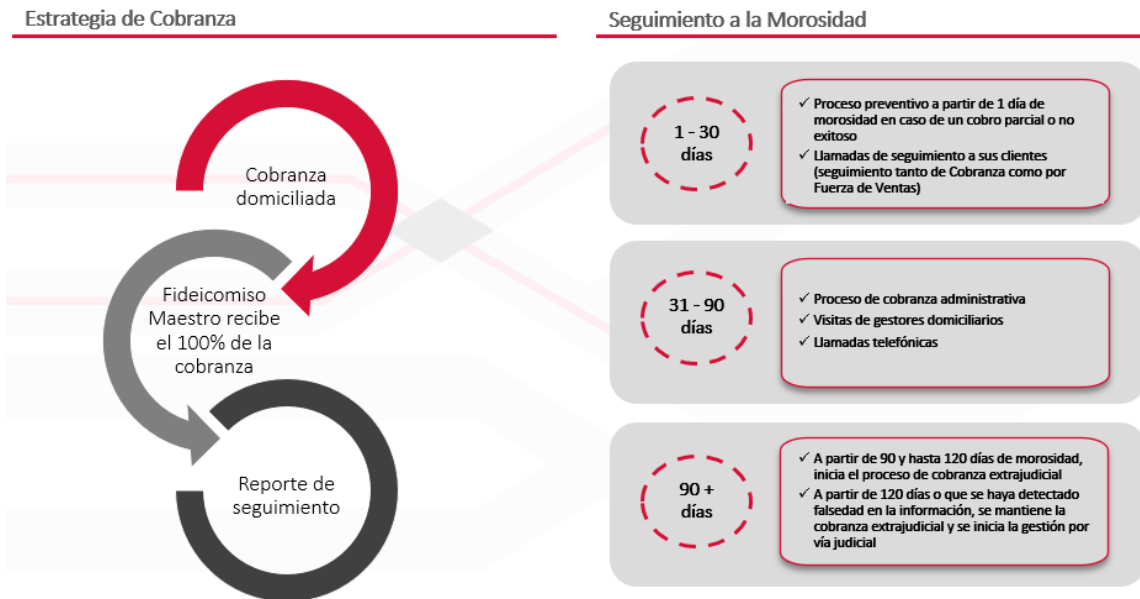 Estrategia de Cobranza
Cobranza
domiciliada
Fideicomiso
Maestro recibe
el 100% de la
cobranza
Reporte de
seguimiento
Seguimiento a la Morosidad
1 - 30
días
✓ Proceso preventivo a partir de 1 día de
morosidad en caso de un cobro parcial o no
exitoso
✓ Llamadas de seguimiento a sus clientes
(seguimiento tanto de Cobranza como por
Fuerza de Ventas)
31 - 90
días
✓ Proceso de cobranza administrativa
✓ Visitas de gestores domiciliarios
✓ Llamadas telefónicas
90 +
días
✓ A partir de 90 y hasta 120 días de morosidad,
inicia el proceso de cobranza extrajudicial
✓ A partir de 120 días o que se haya detectado
falsedad en la información, se mantiene la
cobranza extrajudicial y se inicia la gestión por
vía judicial